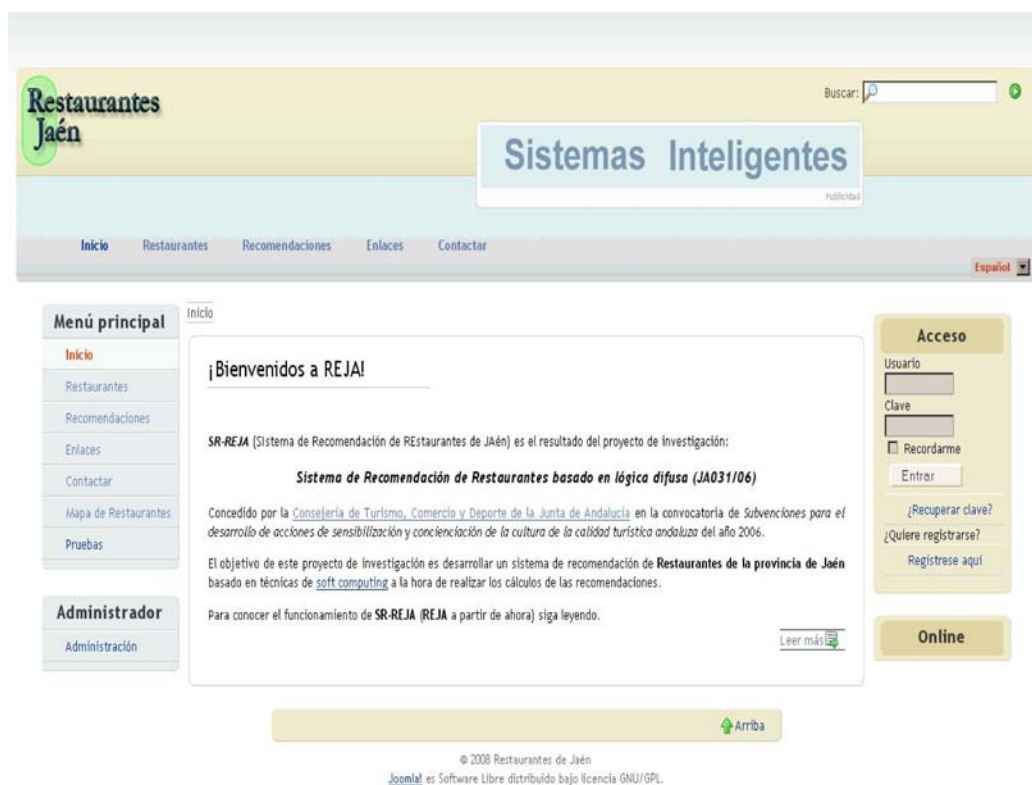 Restaurantes
Jaén
Buscar:
Sistemas Inteligentes
Publicidad
Inicio Restaurantes Recomendaciones Enlaces Contactar
Español
Menú principal
Inicio
Restaurantes
Recomendaciones
Enlaces
Contactar
Mapa de Restaurantes
Pruebas
Administrador
Administración
Inicio
¡Bienvenidos a REJA!
SR-REJA (SIstema de Recomendación de REstaurantes de JAén) es el resultado del proyecto de investigación:
Sistema de Recomendación de Restaurantes basado en lógica difusa (JA031/06)
Concedido por la Consejería de Turismo, Comercio y Deporte de la Junta de Andalucía en la convocatoria de Subvenciones para el
desarrollo de acciones de sensibilización y concienciación de la cultura de la calidad turística andaluza del año 2006.
El objetivo de este proyecto de investigación es desarrollar un sistema de recomendación de Restaurantes de la provincia de Jaén
basado en técnicas de soft computing a la hora de realizar los cálculos de las recomendaciones.
Para conocer el funcionamiento de SR-REJA (REJA a partir de ahora) siga leyendo.
Leer más
Acceso
Usuario
Clave
Recordarme
Entrar
¿Recuperar clave?
¿Quiere registrarse?
Regístrese aquí
Online
Arriba
© 2008 Restaurantes de Jaén
Joomla! es Software Libre distribuido bajo licencia GNU/GPL.